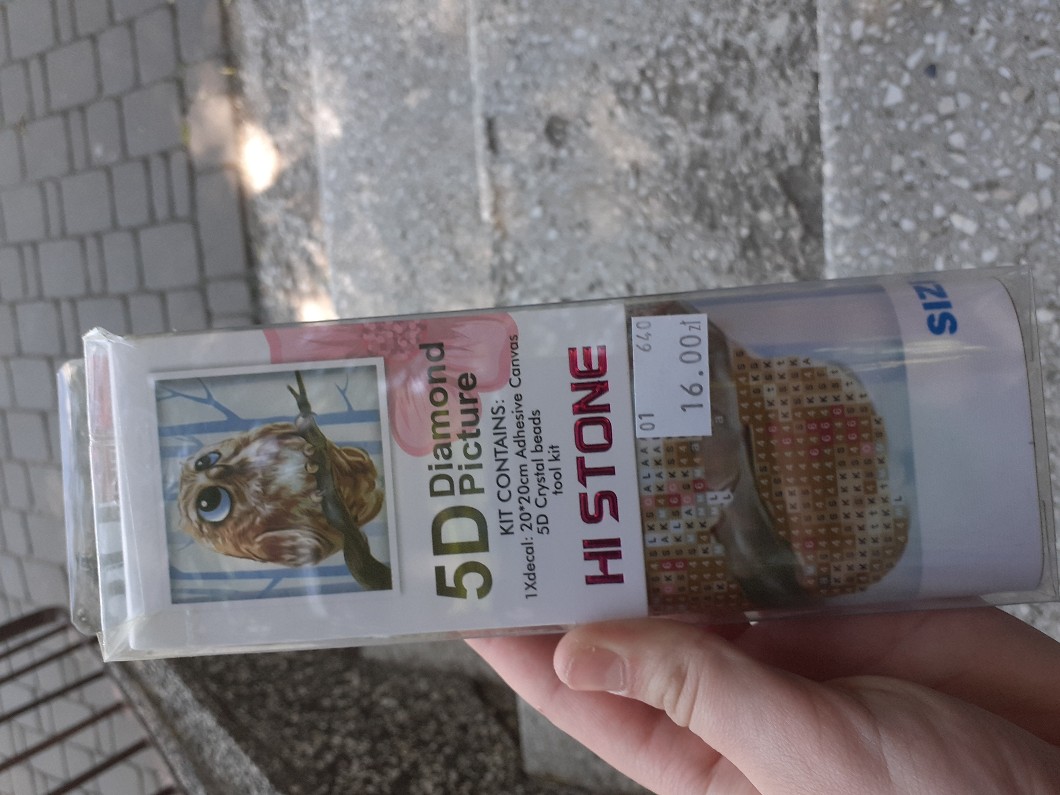 5D Diamond
Picture
KIT CONTAINS:
1Xdecal: 20*20cm Adhesive Canvas
5D Crystal beads
tool kit
HI STONE
01 640
16.00zł
SIZ